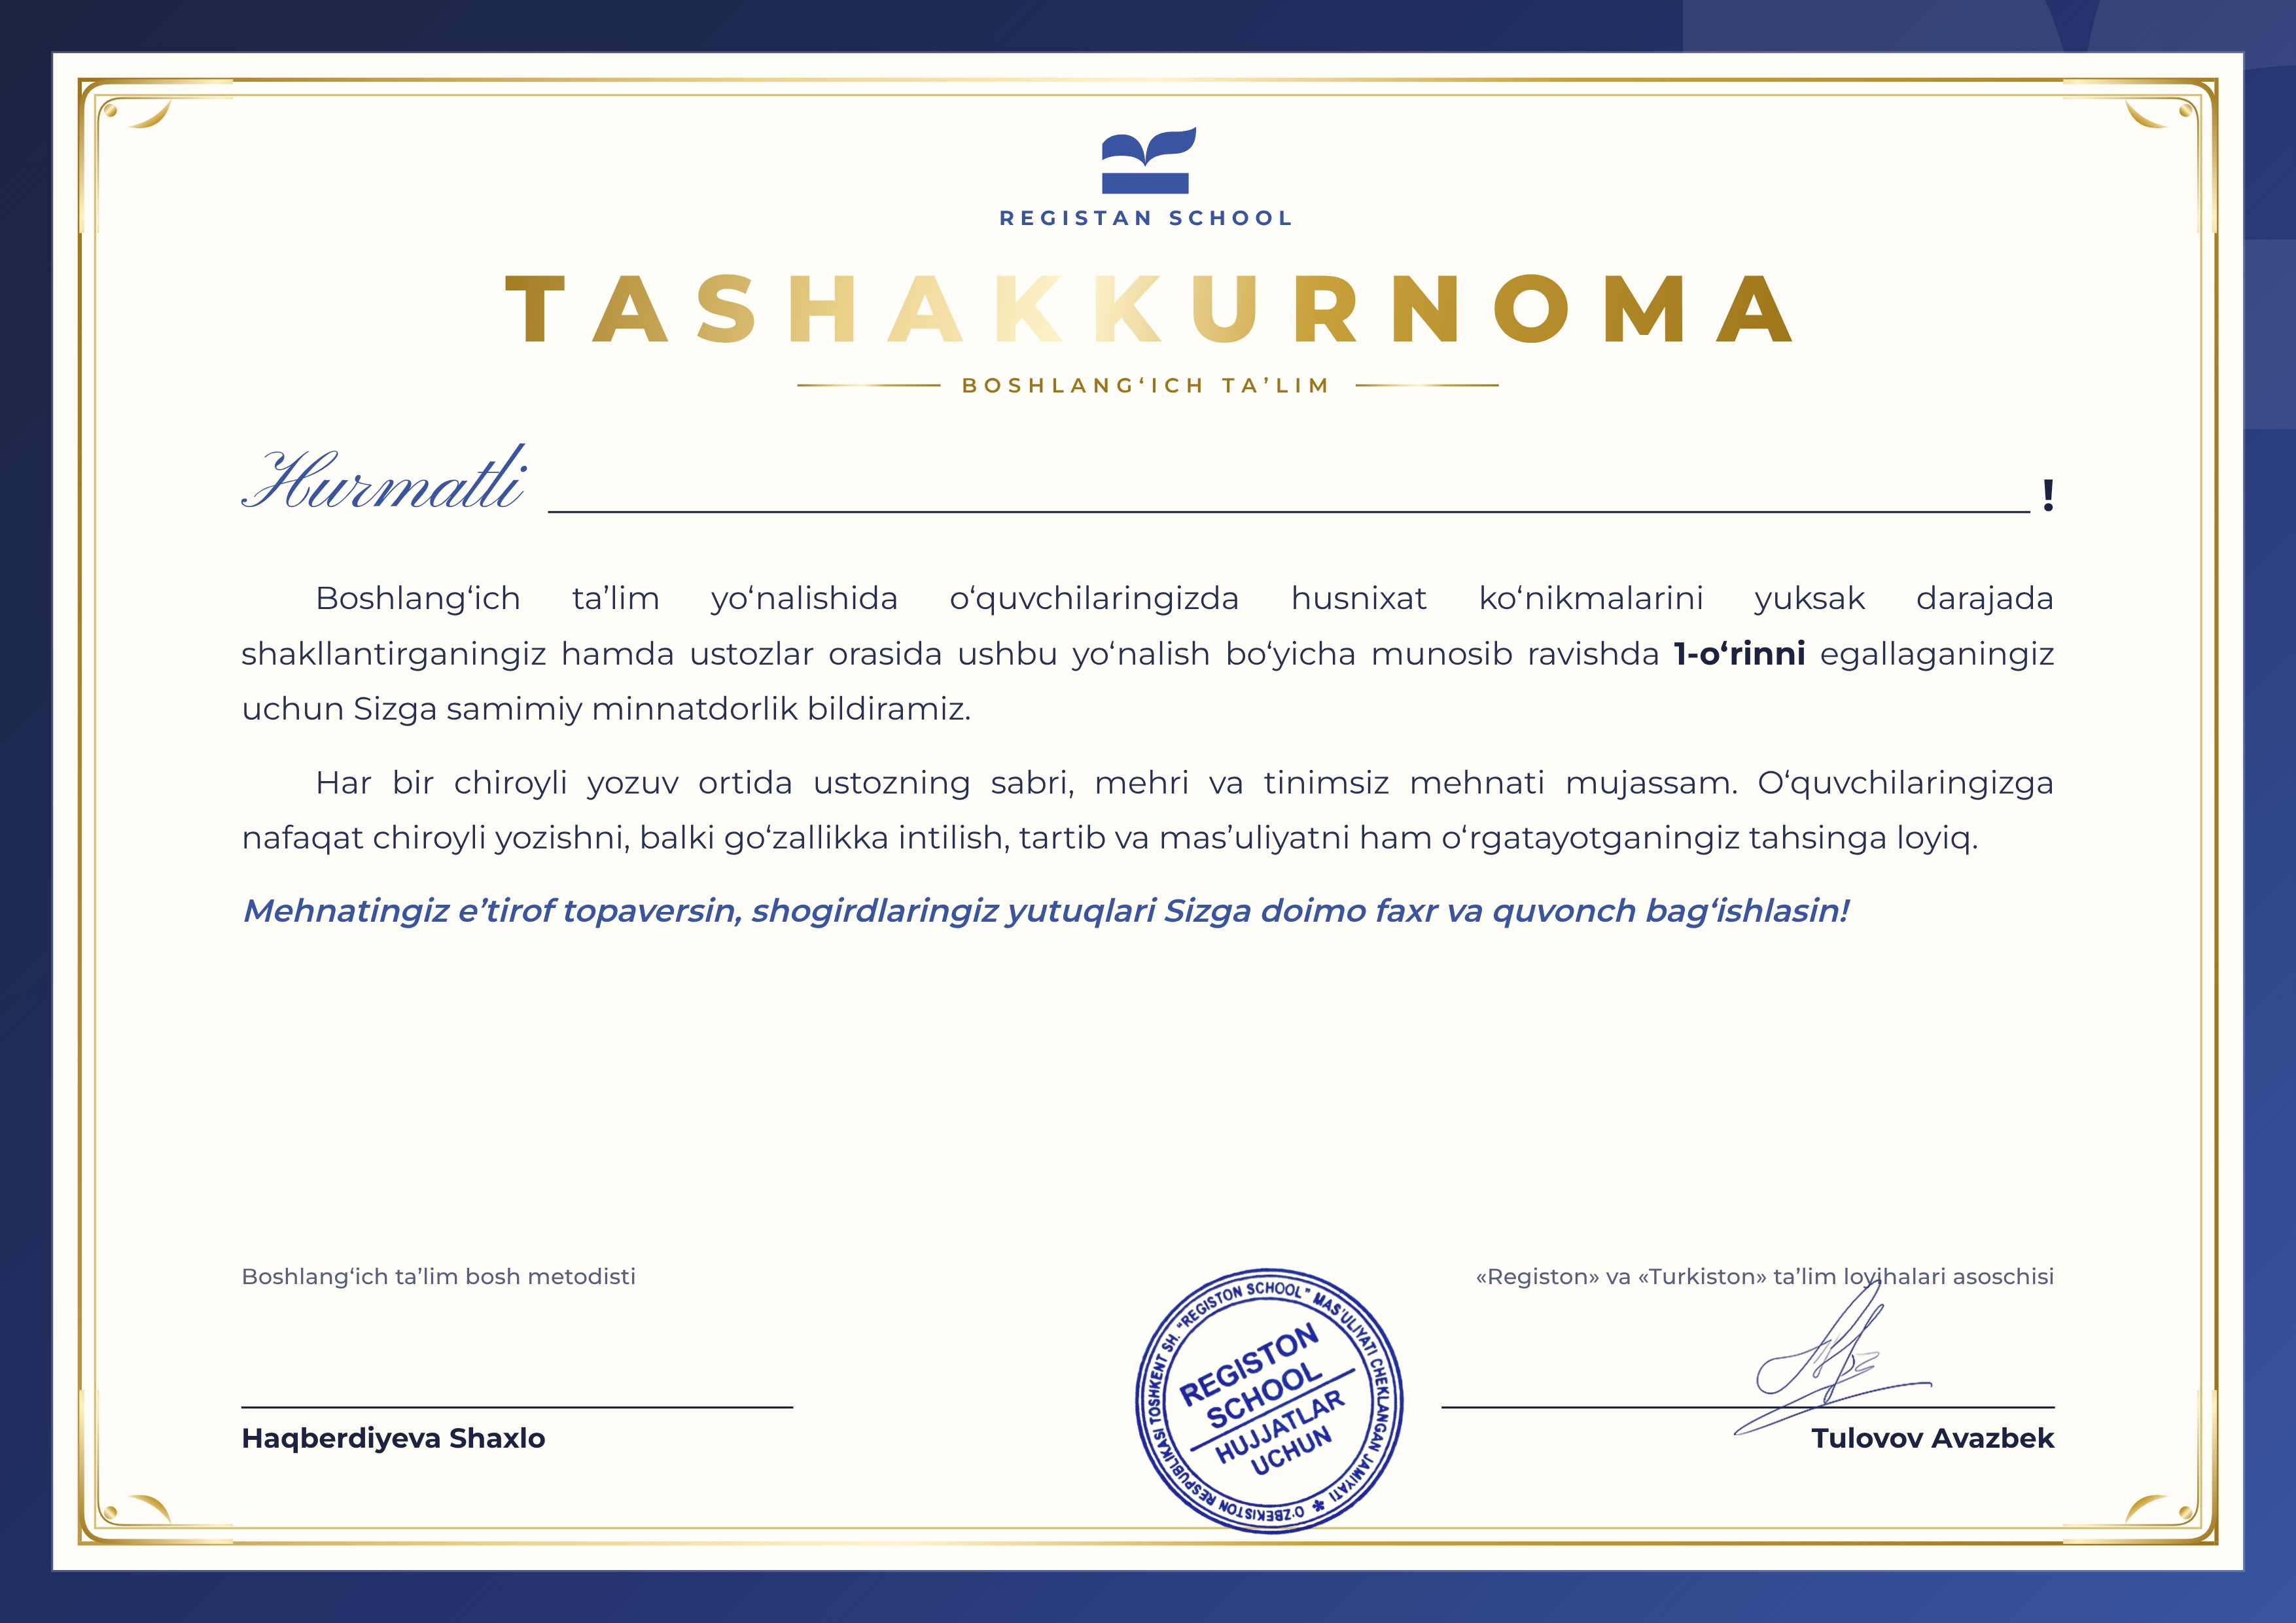 REGISTAN SCHOOL
TASHAKKURNOMA
BOSHLANG‘ICH TA’LIM
Hurmatli !
Boshlang‘ich ta’lim yo‘nalishida o‘quvchilaringizda husnixat ko‘nikmalarini yuksak darajada
shakllantirganingiz hamda ustozlar orasida ushbu yo‘nalish bo‘yicha munosib ravishda 1-o‘rinni egallaganingiz
uchun Sizga samimiy minnatdorlik bildiramiz.
Har bir chiroyli yozuv ortida ustozning sabri, mehri va tinimsiz mehnati mujassam. O‘quvchilaringizga
nafaqat chiroyli yozishni, balki go‘zallikka intilish, tartib va mas’uliyatni ham o‘rgatayotganingiz tahsinga loyiq.
Mehnatingiz e’tirof topaversin, shogirdlaringiz yutuqlari Sizga doimo faxr va quvonch bag‘ishlasin!
Boshlang‘ich ta’lim bosh metodisti
Haqberdiyeva Shaxlo
O‘ZBEKISTON RESPUBLIKASI TOSHKENT SH. "REGISTON SCHOOL" MAS'ULIYATI CHEKLANGAN JAMIYATI *
REGISTON
SCHOOL
HUJJATLAR
UCHUN
«Registon» va «Turkiston» ta’lim loyihalari asoschisi
Tulovov Avazbek